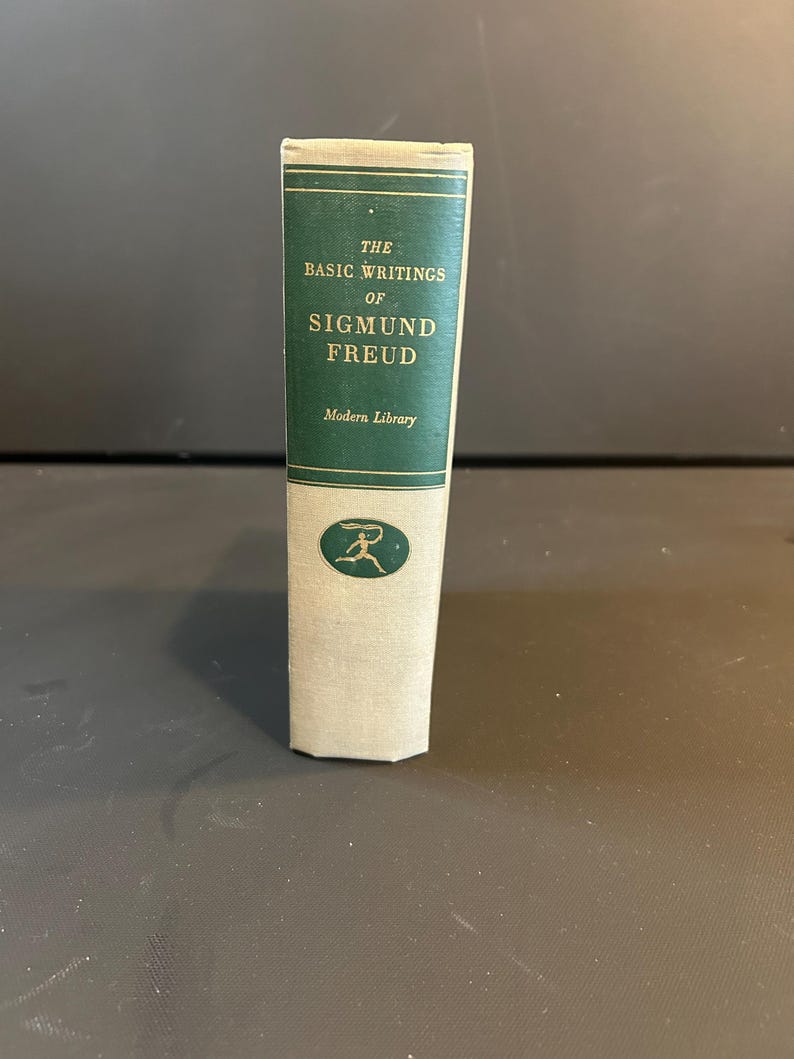 THE
BASIC WRITINGS
OF
SIGMUND
FREUD
Modern Library